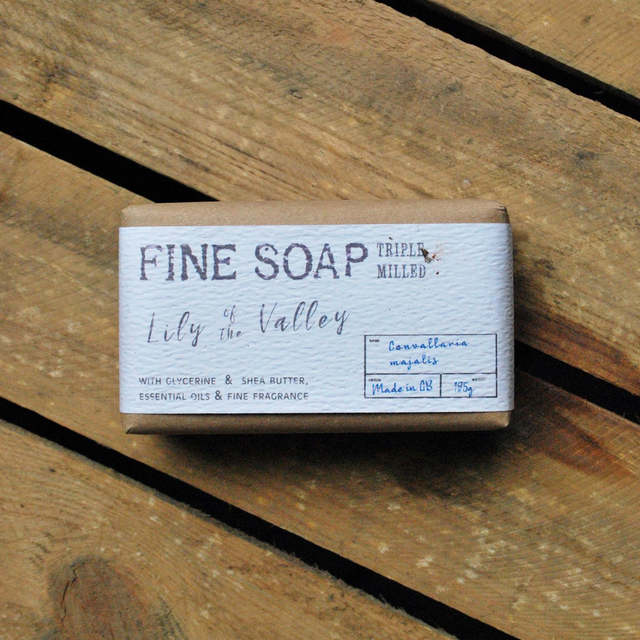 FINE SOAP
TRIPLE
MILLED
Lily of the Valley
WITH GLYCERINE & SHEA BUTTER,
ESSENTIAL OILS & FINE FRAGRANCE
Convallaria
majalis
Made in GB
195g